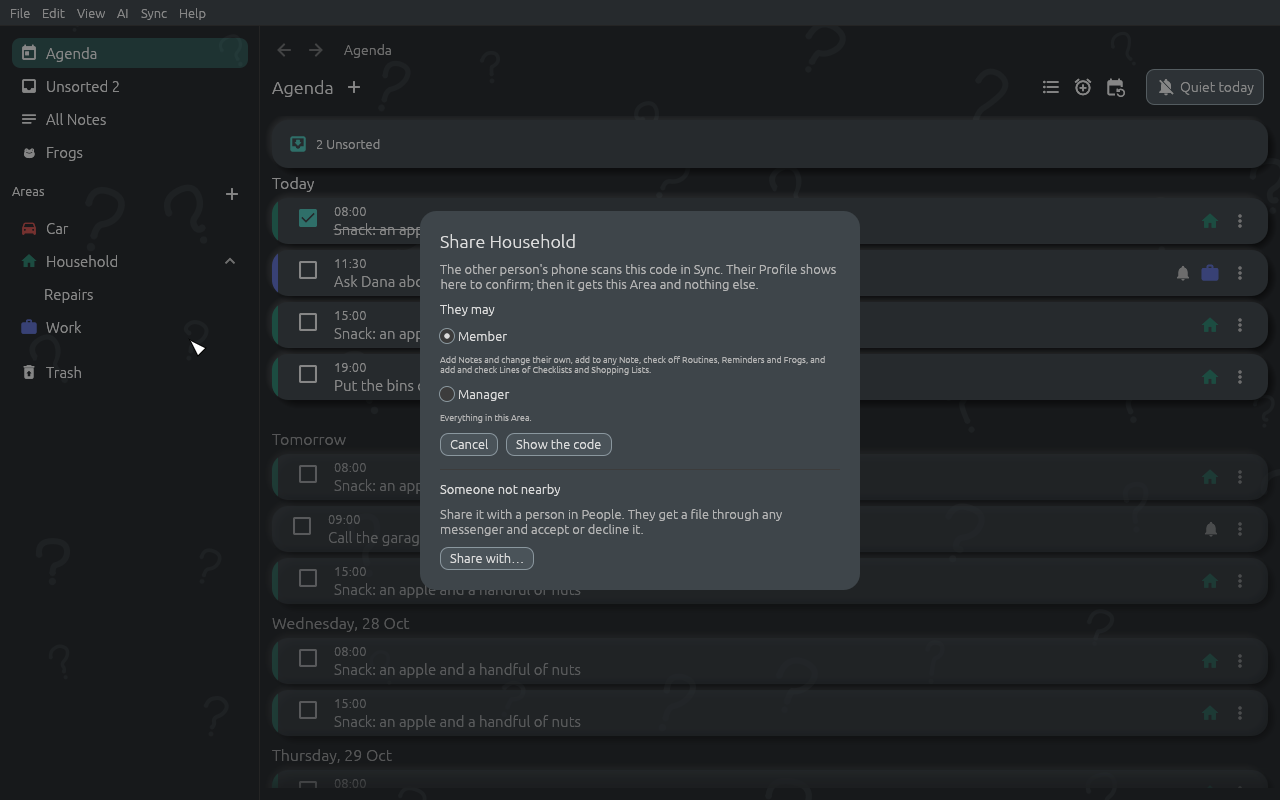 File Edit View AI Sync Help
Agenda
Unsorted 2
All Notes
Frogs
Areas
Car
Household
Repairs
Work
Trash
Agenda
Agenda
Quiet today
2 Unsorted
Today
08:00
Snack: an app
11:30
Ask Dana abo
15:00
Snack: an app
19:00
Put the bins o
Tomorrow
08:00
Snack: an app
09:00
Call the garag
15:00
Snack: an apple and a handful of nuts
Wednesday, 28 Oct
08:00
Snack: an apple and a handful of nuts
15:00
Snack: an apple and a handful of nuts
Thursday, 29 Oct
08:00
Share Household
The other person's phone scans this code in Sync. Their Profile shows
here to confirm; then it gets this Area and nothing else.
They may
Member
Add Notes and change their own, add to any Note, check off Routines, Reminders and Frogs, and
add and check Lines of Checklists and Shopping Lists.
Manager
Everything in this Area.
Cancel
Show the code
Someone not nearby
Share it with a person in People. They get a file through any
messenger and accept or decline it.
Share with…